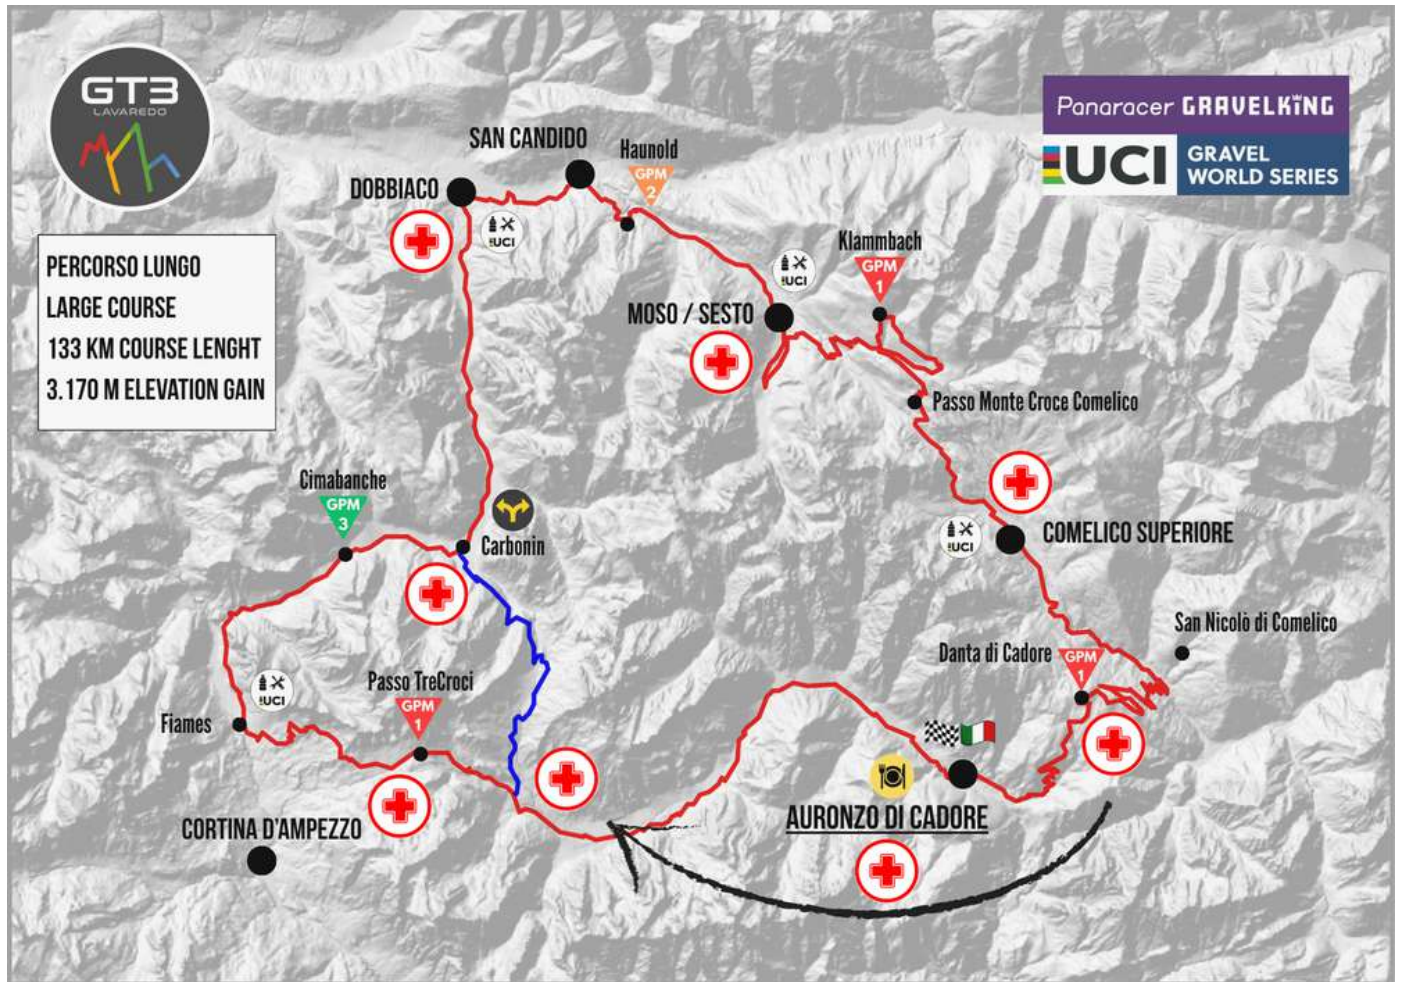 GT3
LAVAREDO
Panaracer GRAVELKING
UCI
GRAVEL
WORLD SERIES
PERCORSO LUNGO
LARGE COURSE
133 KM COURSE LENGHT
3.170 M ELEVATION GAIN
SAN CANDIDO
Haunold
GPM
2
DOBBIACO
UCI
Klammbach
GPM
1
UCI
MOSO / SESTO
Passo Monte Croce Comelico
Cimabanche
GPM
3
Carbonin
UCI
COMELICO SUPERIORE
San Nicolò di Comelico
Danta di Cadore
GPM
1
Passo TreCroci
GPM
1
UCI
Fiames
AURONZO DI CADORE
CORTINA D'AMPEZZO